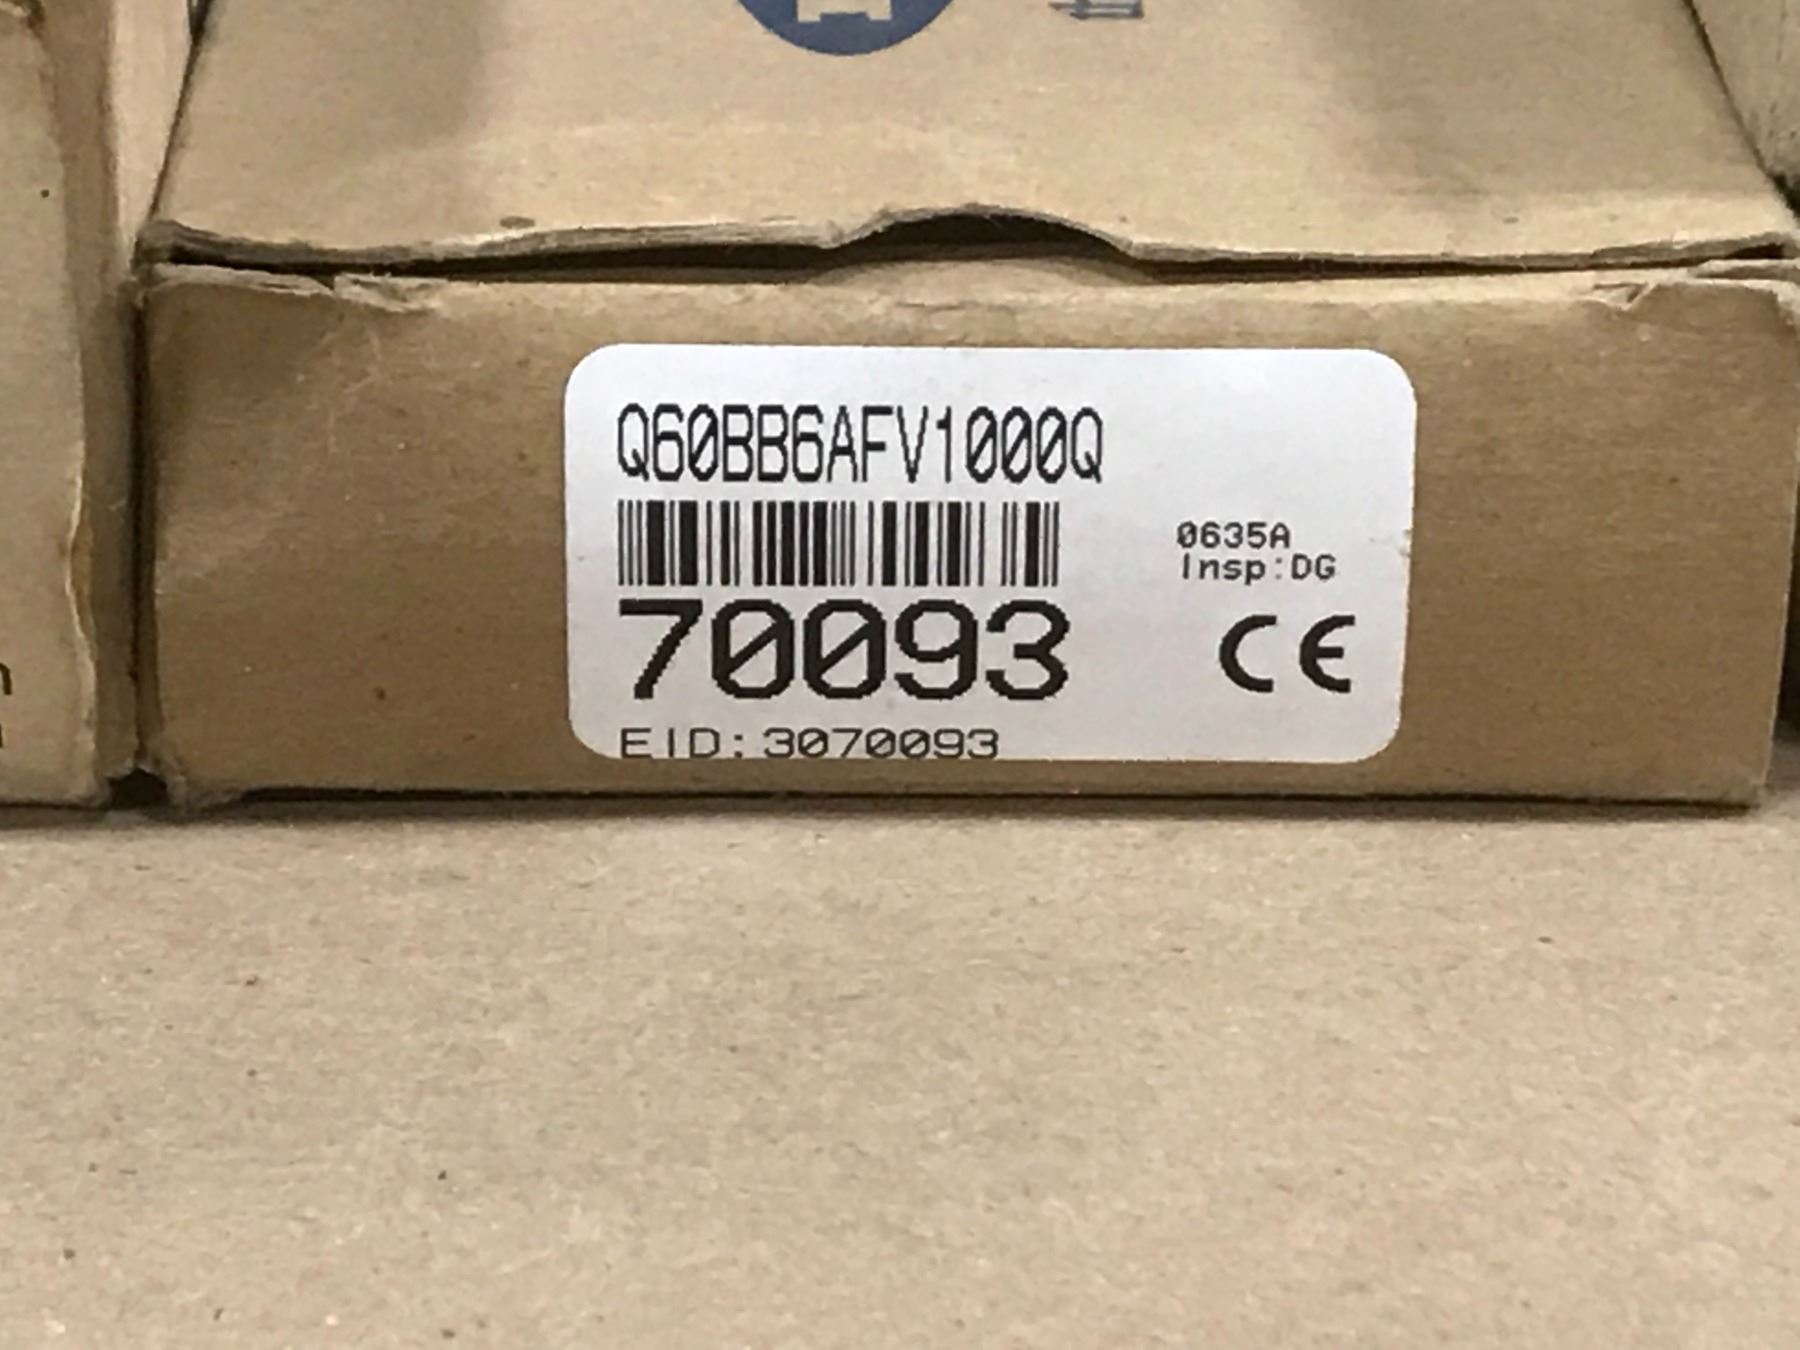 Q60BB6AFV1000Q
0635A
Insp:DG
70093
CE
EID:3070093